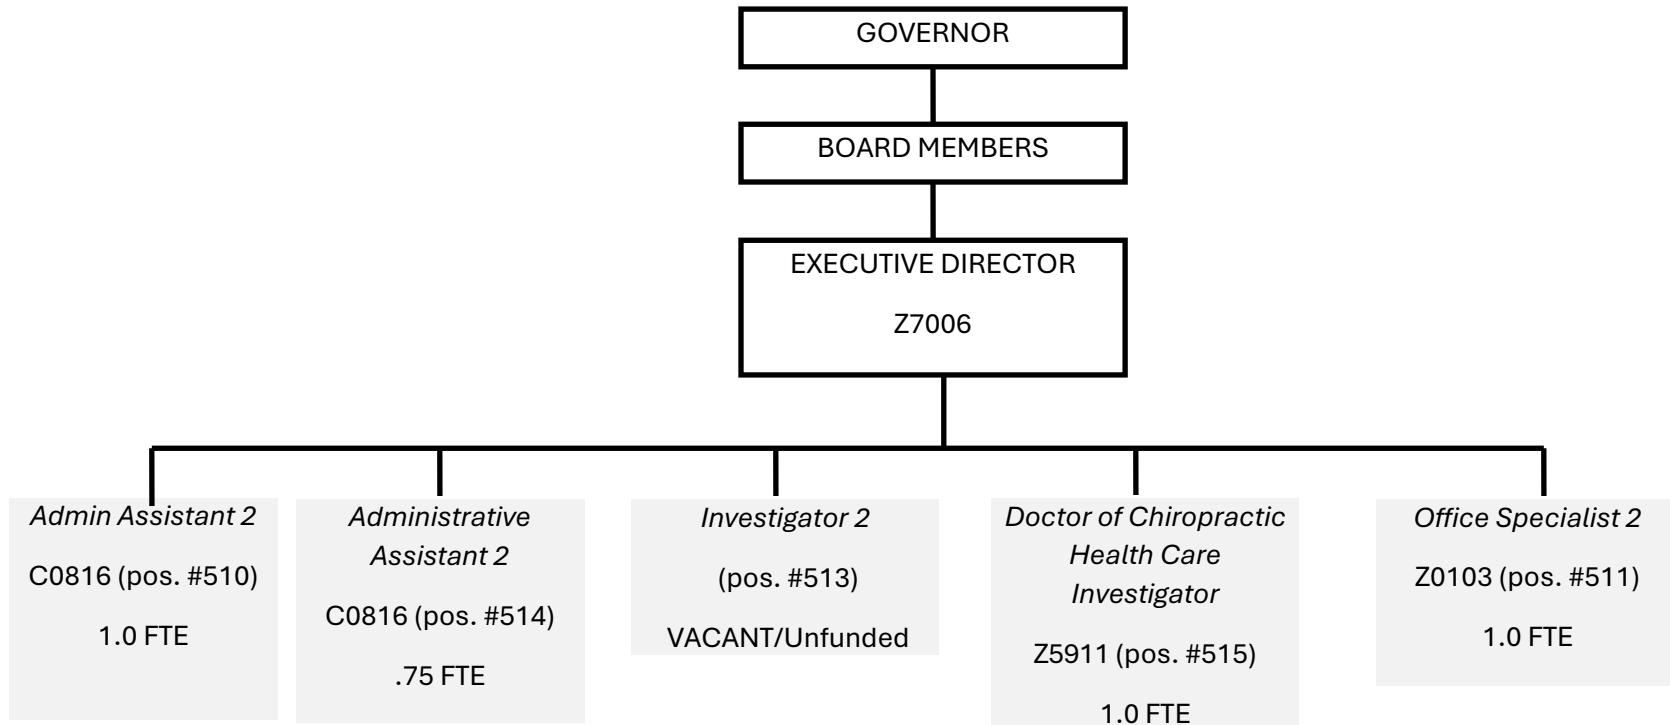 GOVERNOR
BOARD MEMBERS
EXECUTIVE DIRECTOR
Z7006
Admin Assistant 2
C0816 (pos. #510)
1.0 FTE
Administrative
Assistant 2
C0816 (pos. #514)
.75 FTE
Investigator 2
(pos. #513)
VACANT/Unfunded
Doctor of Chiropractic
Health Care
Investigator
Z5911 (pos. #515)
1.0 FTE
Office Specialist 2
Z0103 (pos. #511)
1.0 FTE